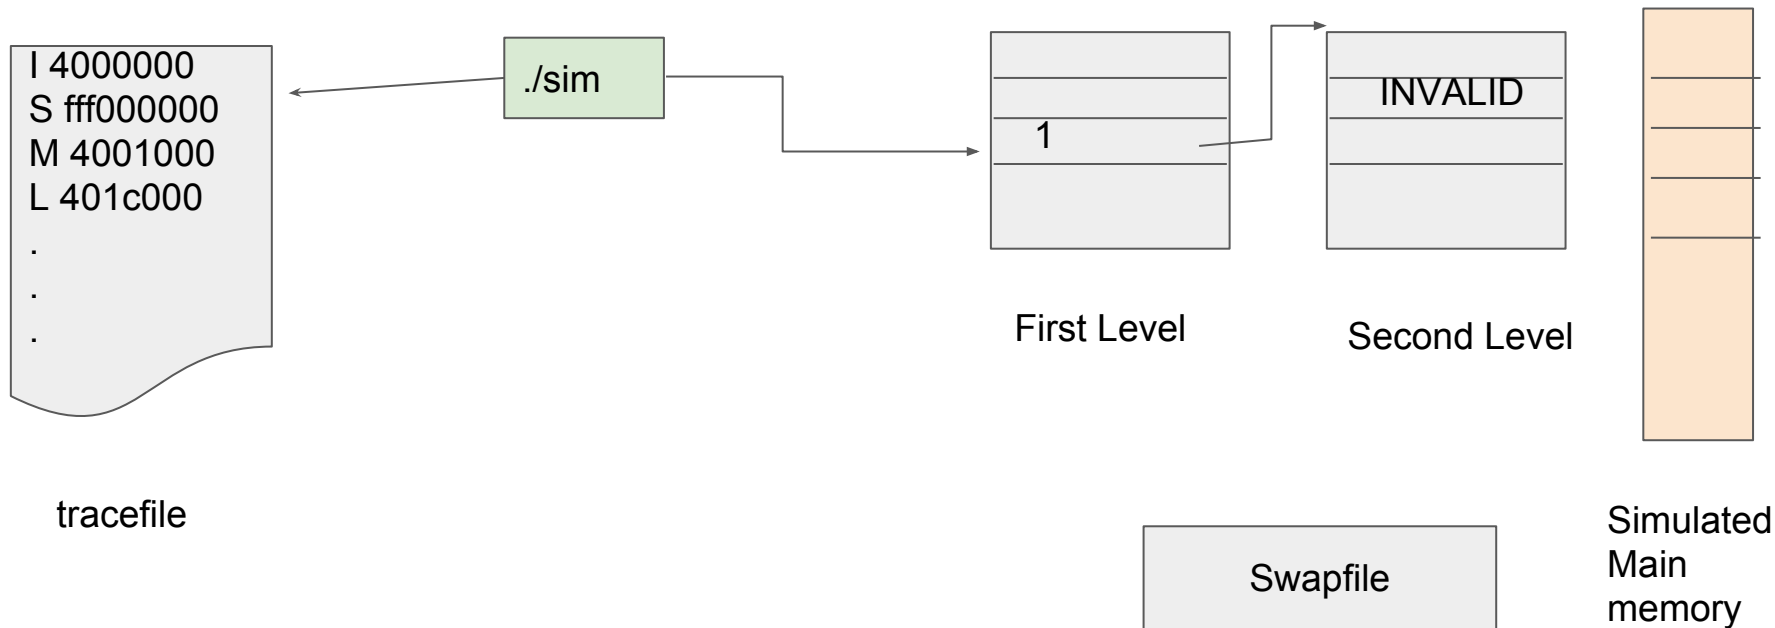 I 4000000
S fff000000
M 4001000
L 401c000
.
.
.
tracefile
./sim
1
First Level
INVALID
Second Level
Swapfile
Simulated
Main
memory